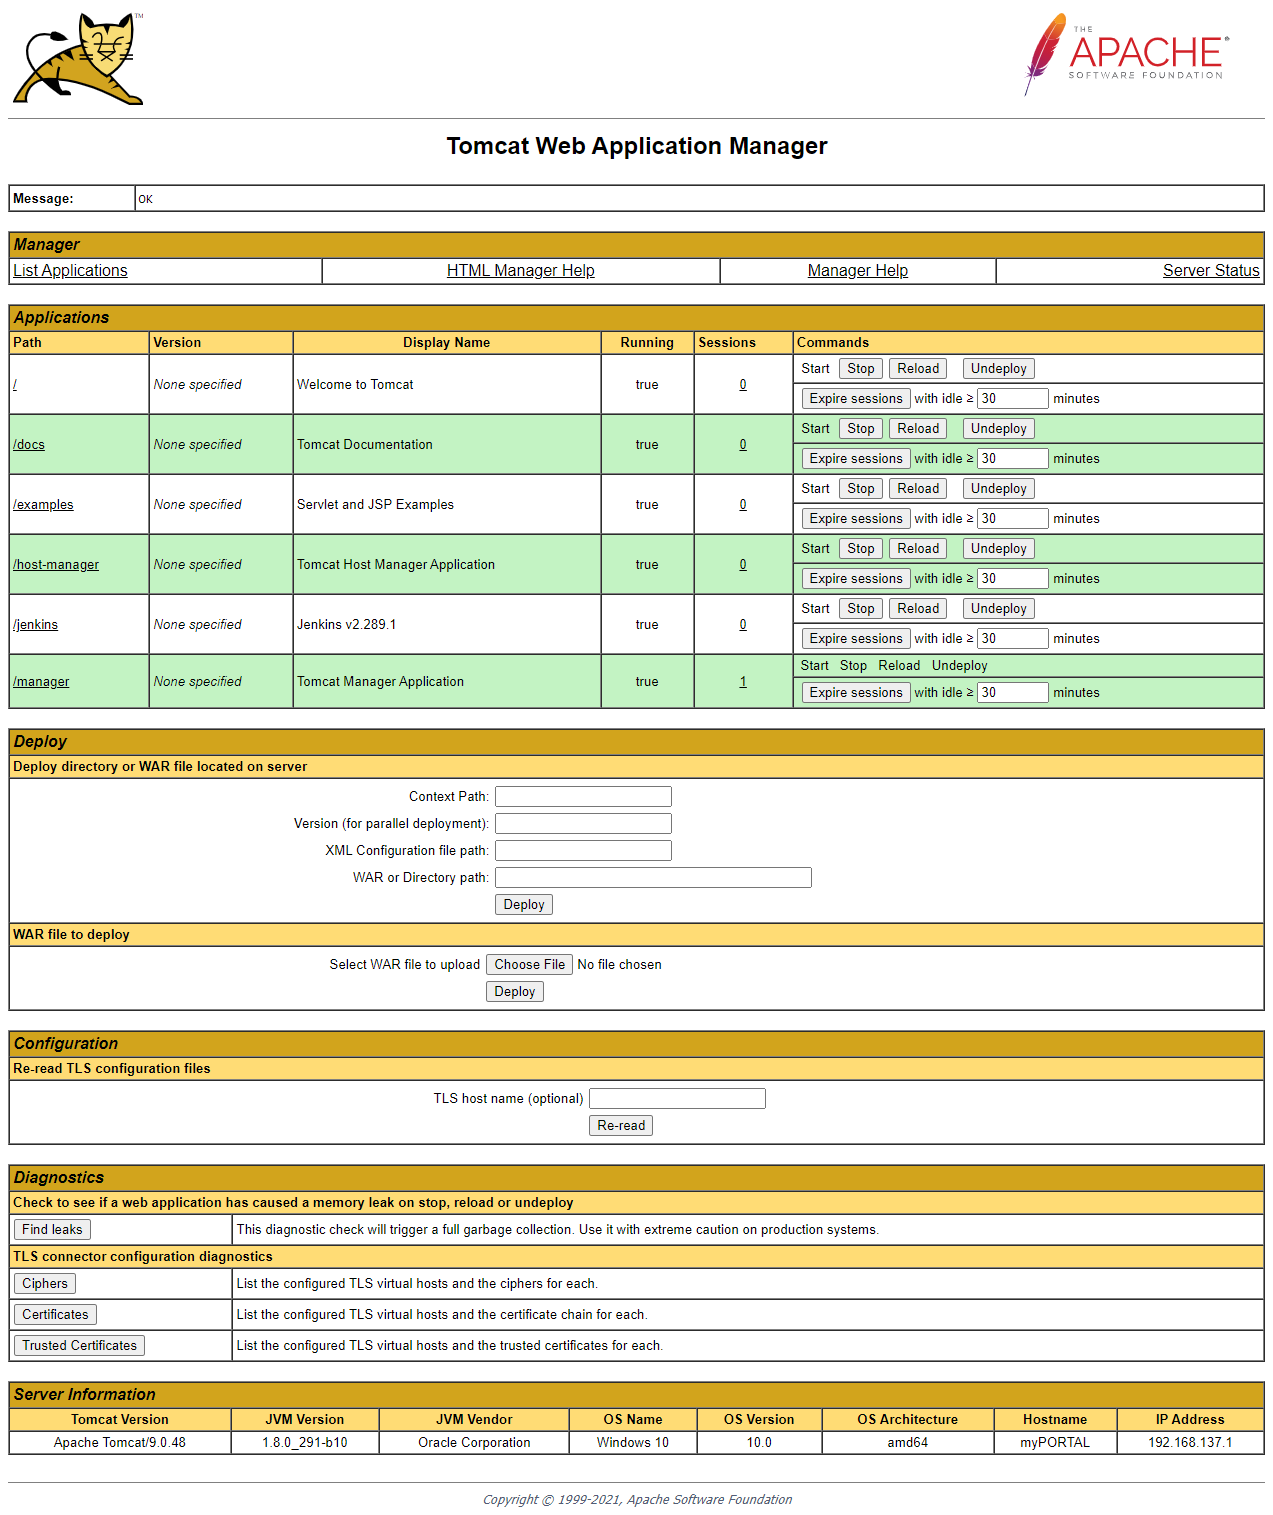 TM
THE
APACHE®
SOFTWARE FOUNDATION
Tomcat Web Application Manager
Message: OK
Manager
List Applications HTML Manager Help Manager Help Server Status
Applications
Path Version Display Name Running Sessions Commands
/ None specified Welcome to Tomcat true 0 Start Stop Reload Undeploy
Expire sessions with idle ≥ 30 minutes
/docs None specified Tomcat Documentation true 0 Start Stop Reload Undeploy
Expire sessions with idle ≥ 30 minutes
/examples None specified Servlet and JSP Examples true 0 Start Stop Reload Undeploy
Expire sessions with idle ≥ 30 minutes
/host-manager None specified Tomcat Host Manager Application true 0 Start Stop Reload Undeploy
Expire sessions with idle ≥ 30 minutes
/jenkins None specified Jenkins v2.289.1 true 0 Start Stop Reload Undeploy
Expire sessions with idle ≥ 30 minutes
/manager None specified Tomcat Manager Application true 1 Start Stop Reload Undeploy
Expire sessions with idle ≥ 30 minutes
Deploy
Deploy directory or WAR file located on server
Context Path:
Version (for parallel deployment):
XML Configuration file path:
WAR or Directory path:
Deploy
WAR file to deploy
Select WAR file to upload Choose File No file chosen
Deploy
Configuration
Re-read TLS configuration files
TLS host name (optional)
Re-read
Diagnostics
Check to see if a web application has caused a memory leak on stop, reload or undeploy
Find leaks This diagnostic check will trigger a full garbage collection. Use it with extreme caution on production systems.
TLS connector configuration diagnostics
Ciphers List the configured TLS virtual hosts and the ciphers for each.
Certificates List the configured TLS virtual hosts and the certificate chain for each.
Trusted Certificates List the configured TLS virtual hosts and the trusted certificates for each.
Server Information
Tomcat Version JVM Version JVM Vendor OS Name OS Version OS Architecture Hostname IP Address
Apache Tomcat/9.0.48 1.8.0_291-b10 Oracle Corporation Windows 10 10.0 amd64 myPORTAL 192.168.137.1
Copyright © 1999-2021, Apache Software Foundation